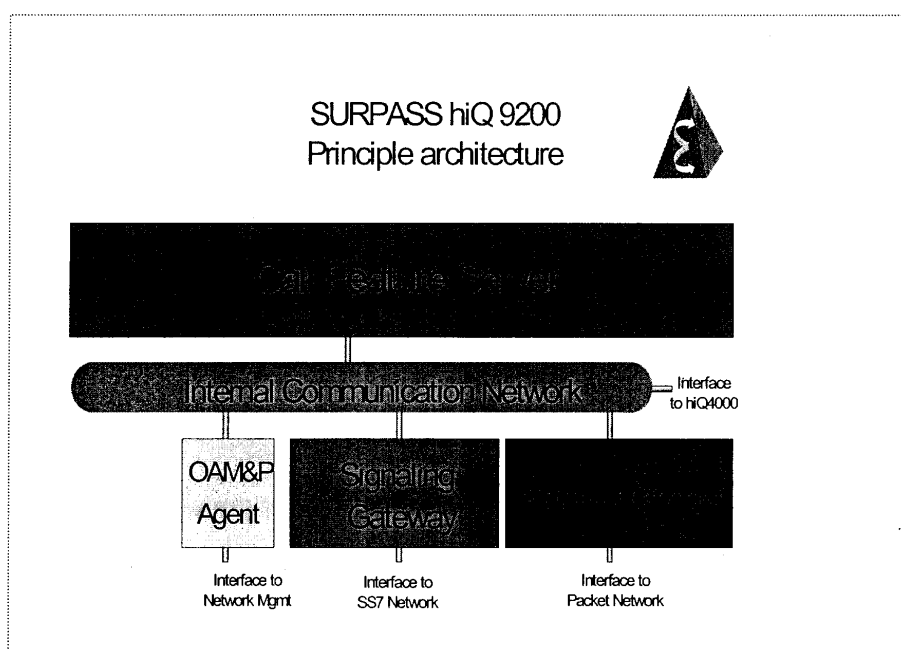 SURPASS hiQ 9200
Principle architecture
Call Feature Server
Internal Communication Network
Interface
to hiQ4000
OAM&P
Agent
Signaling
Gateway
Interface to
Network Mgmt
Interface to
SS7 Network
Interface to
Packet Network